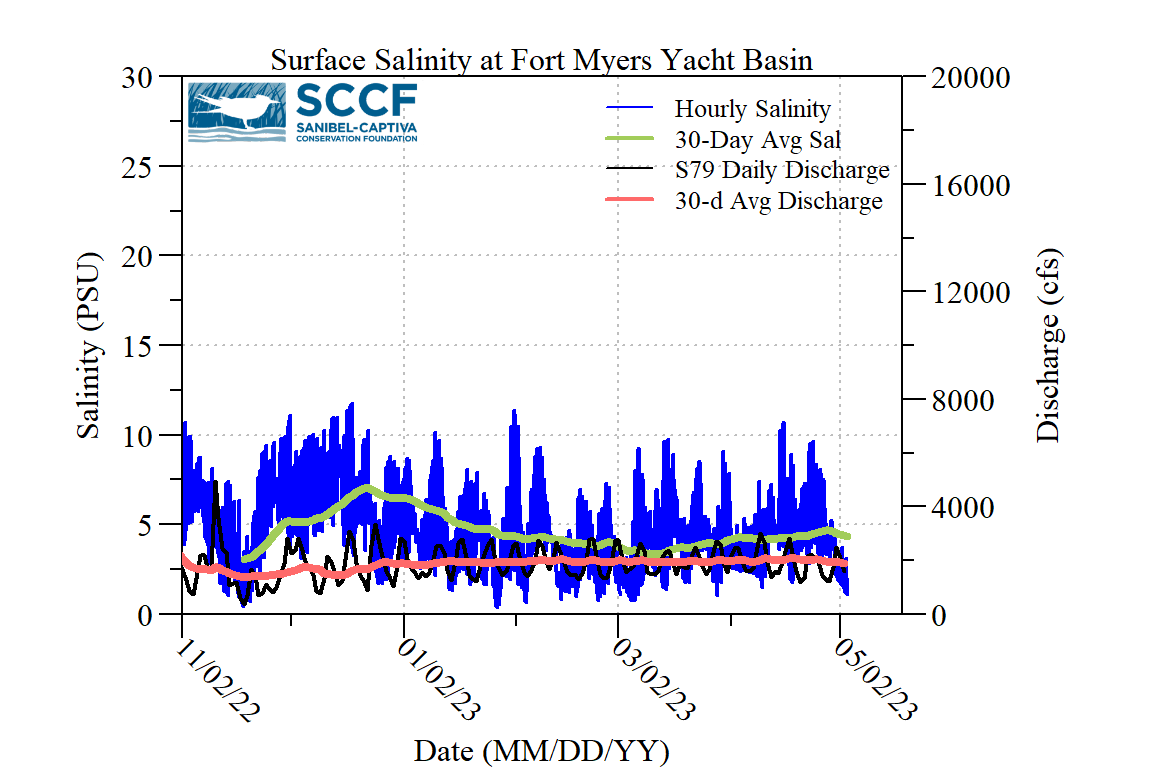 Surface Salinity at Fort Myers Yacht Basin
SCCF
SANIBEL-CAPTIVA
CONSERVATION FOUNDATION
Hourly Salinity
30-Day Avg Sal
S79 Daily Discharge
30-d Avg Discharge
Salinity (PSU)
30
25
20
15
10
5
0
Discharge (cfs)
20000
16000
12000
8000
4000
0
11/02/22
01/02/23
03/02/23
05/02/23
Date (MM/DD/YY)